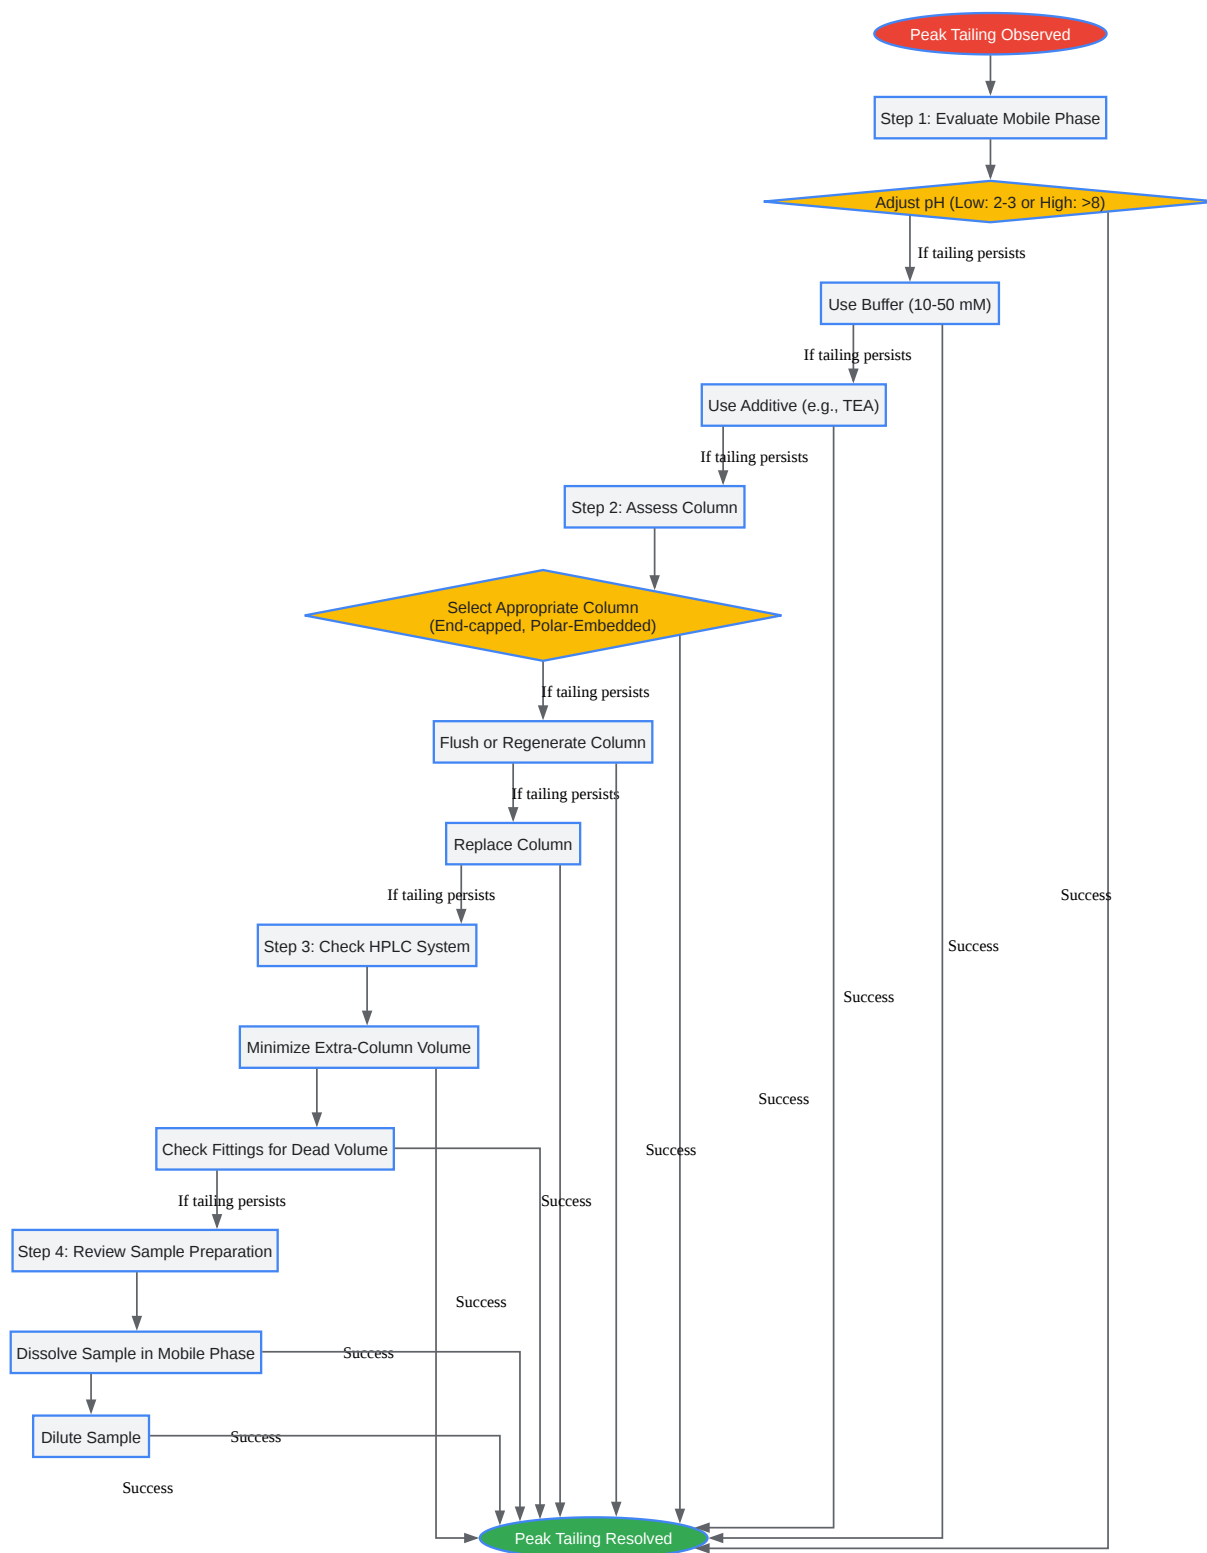 Peak Tailing Observed
Step 1: Evaluate Mobile Phase
Adjust pH (Low: 2-3 or High: >8)
If tailing persists
Use Buffer (10-50 mM)
If tailing persists
Use Additive (e.g., TEA)
If tailing persists
Step 2: Assess Column
Select Appropriate Column
(End-capped, Polar-Embedded)
If tailing persists
Flush or Regenerate Column
If tailing persists
Replace Column
If tailing persists
Success
Step 3: Check HPLC System
Success
Success
Minimize Extra-Column Volume
Success
Check Fittings for Dead Volume
Success
If tailing persists
Success
Step 4: Review Sample Preparation
Success
Dissolve Sample in Mobile Phase
Success
Dilute Sample
Success
Success
Peak Tailing Resolved